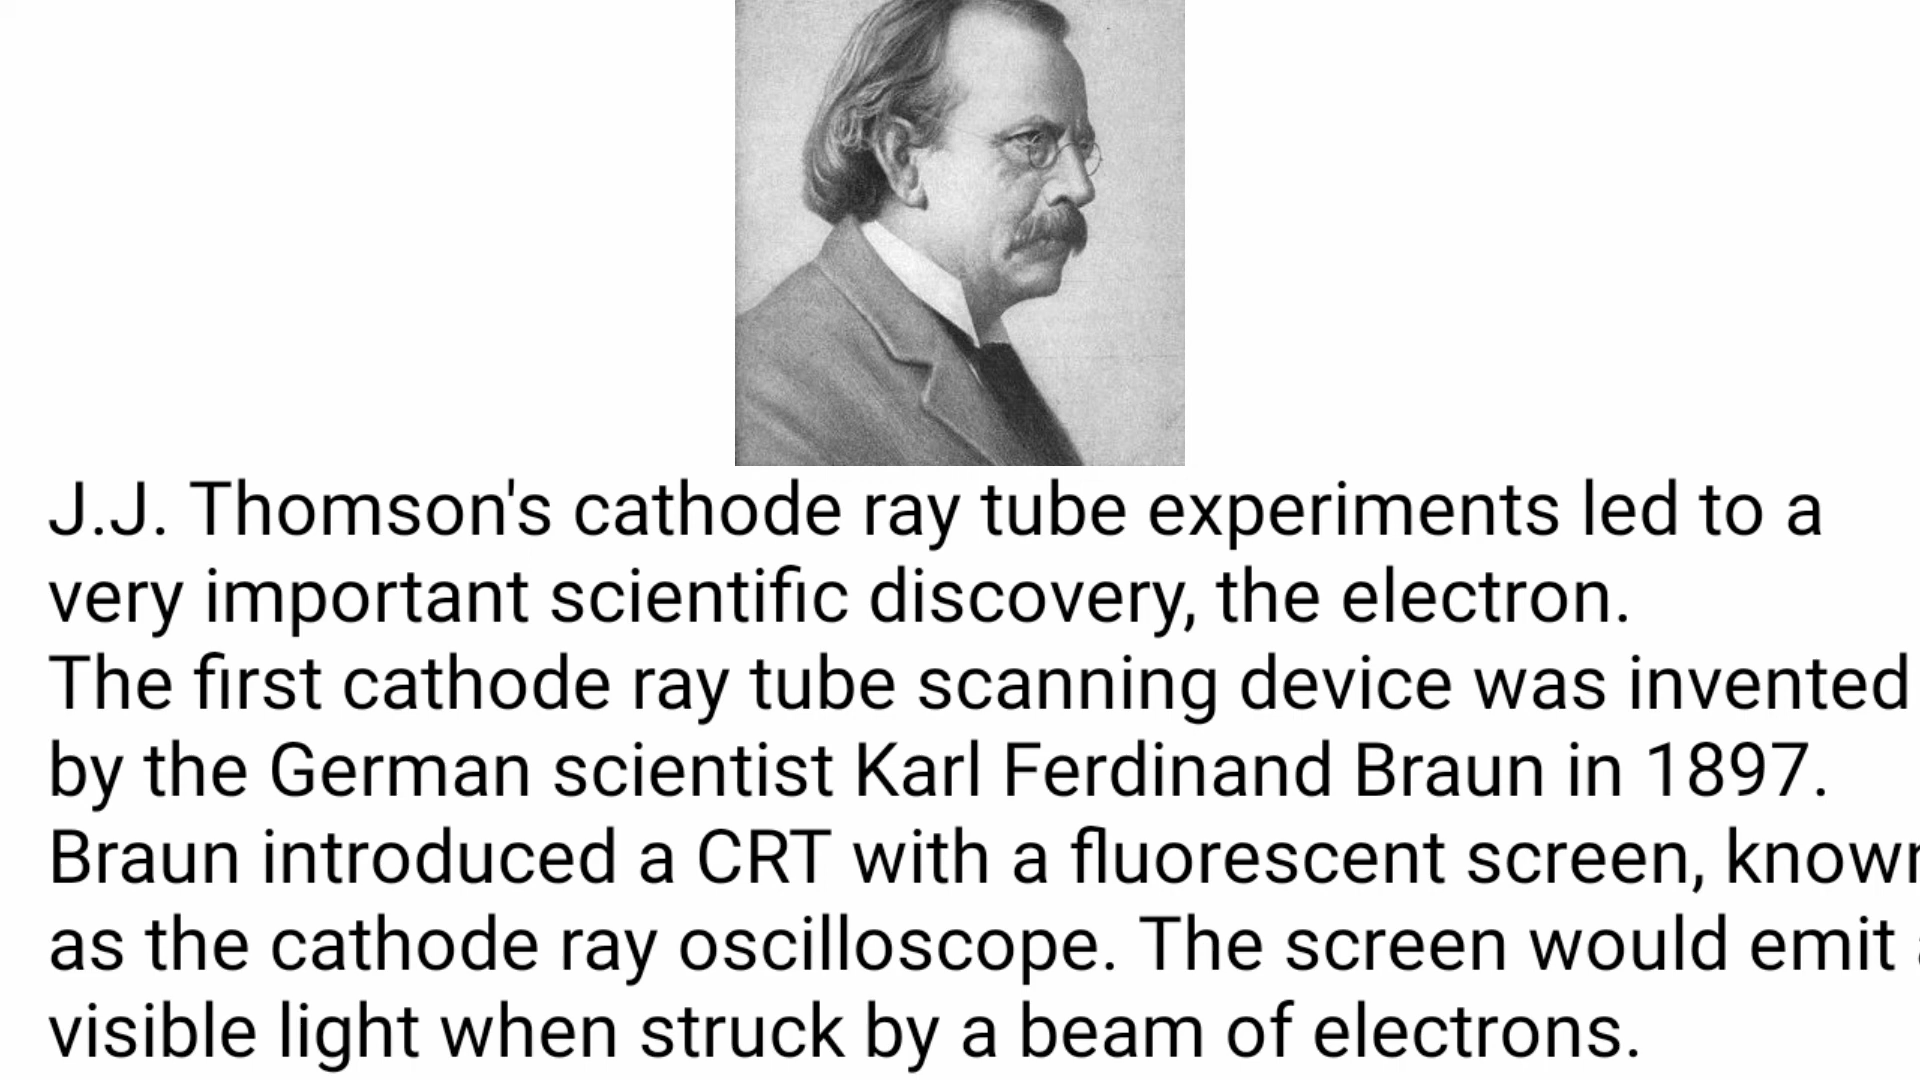 J.J. Thomson's cathode ray tube experiments led to a
very important scientific discovery, the electron.
The first cathode ray tube scanning device was invented
by the German scientist Karl Ferdinand Braun in 1897.
Braun introduced a CRT with a fluorescent screen, known
as the cathode ray oscilloscope. The screen would emit a
visible light when struck by a beam of electrons.